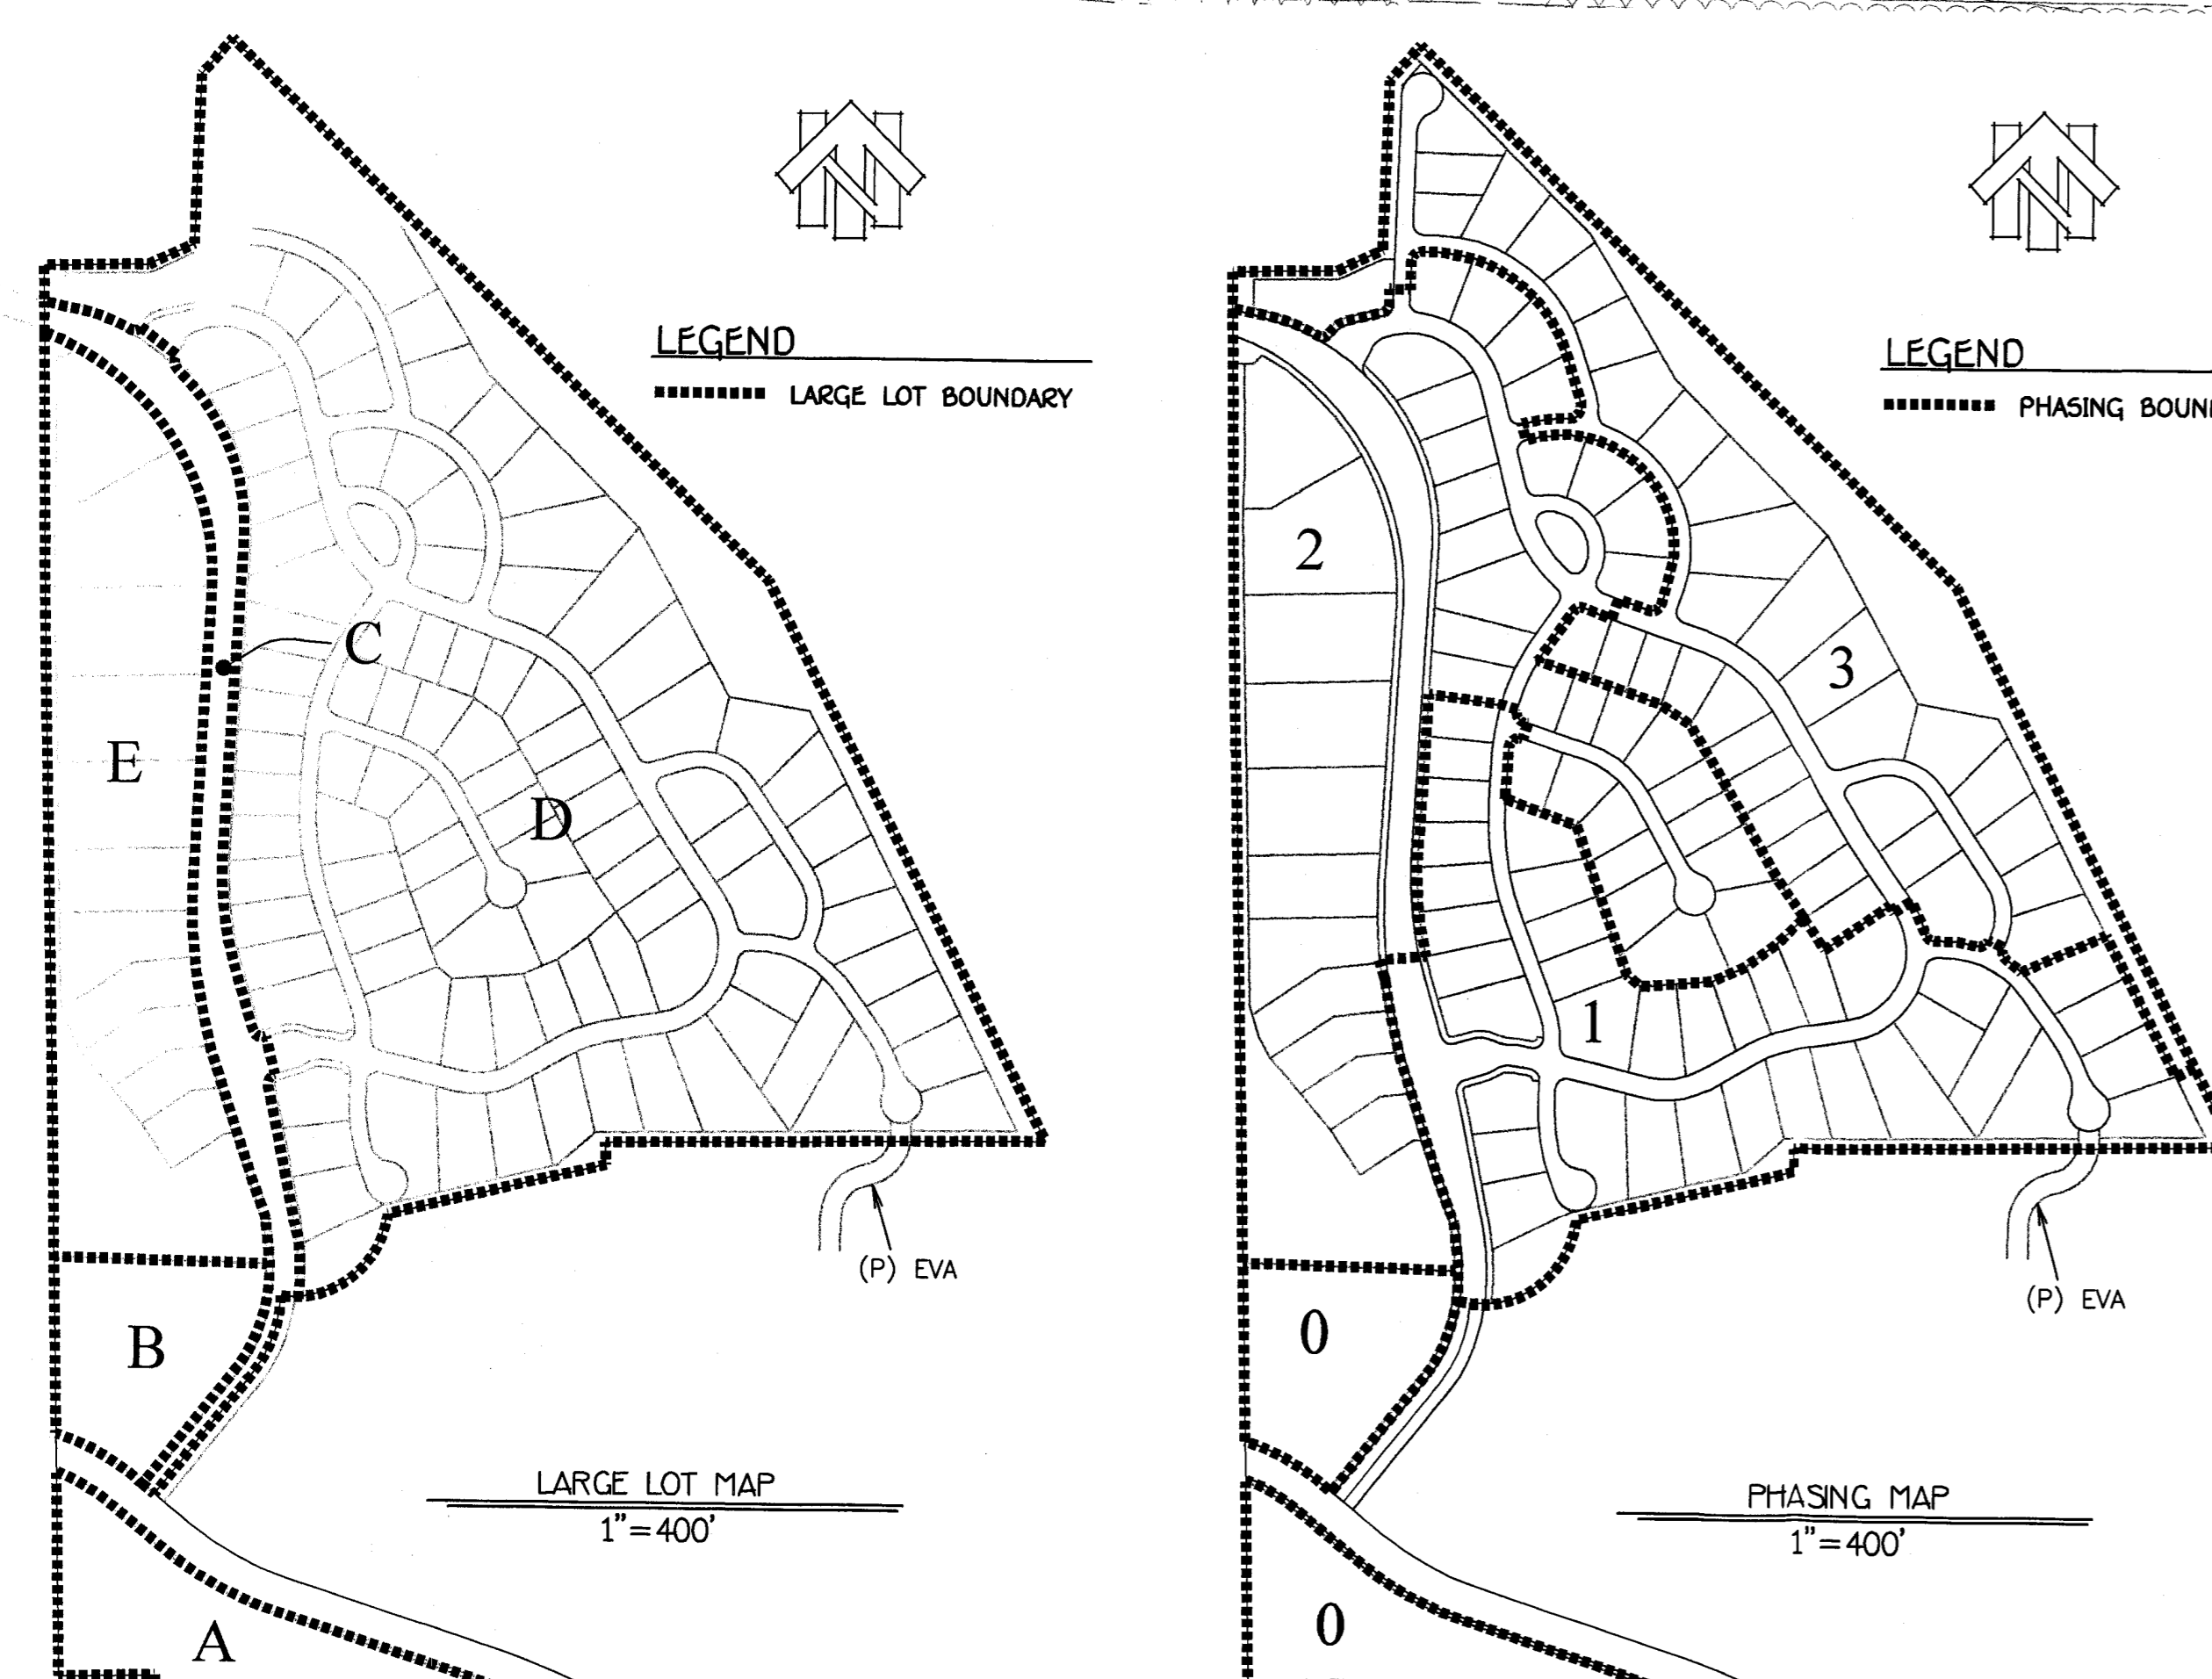 N
LEGEND
LARGE LOT BOUNDARY
C
E
D
(P) EVA
B
LARGE LOT MAP
1"=400'
A
N
LEGEND
PHASING BOUN
2
3
1
(P) EVA
0
PHASING MAP
1"=400'
0